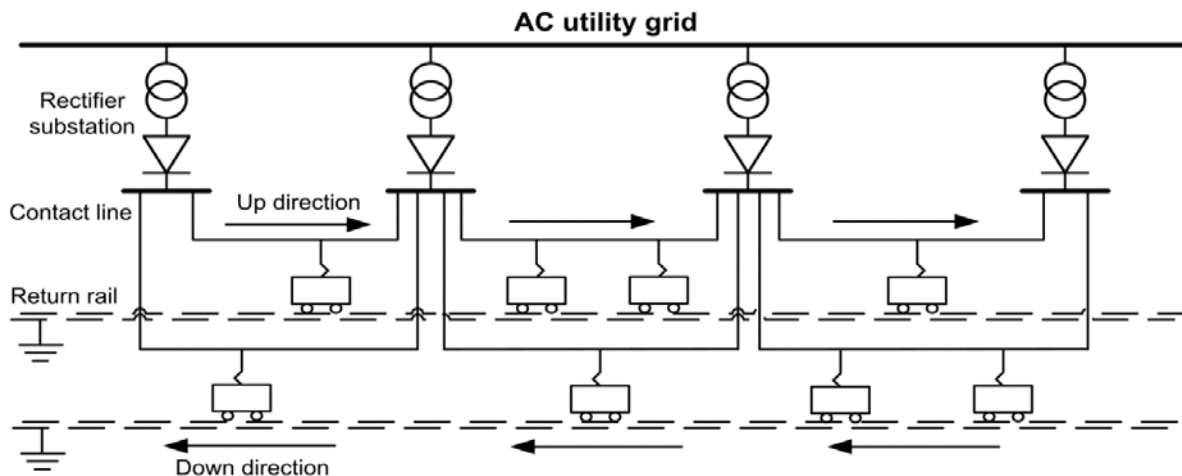 AC utility grid
Rectifier
substation
Contact line
Up direction
Return rail
Down direction